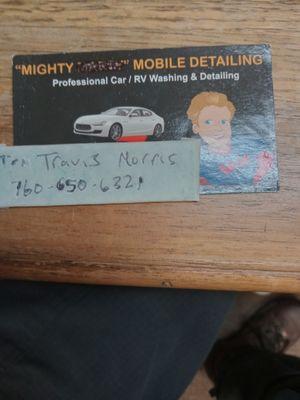 "MIGHTY MOBILE DETAILING
Professional Car / RV Washing & Detailing
Travis Norris
760-650-6321